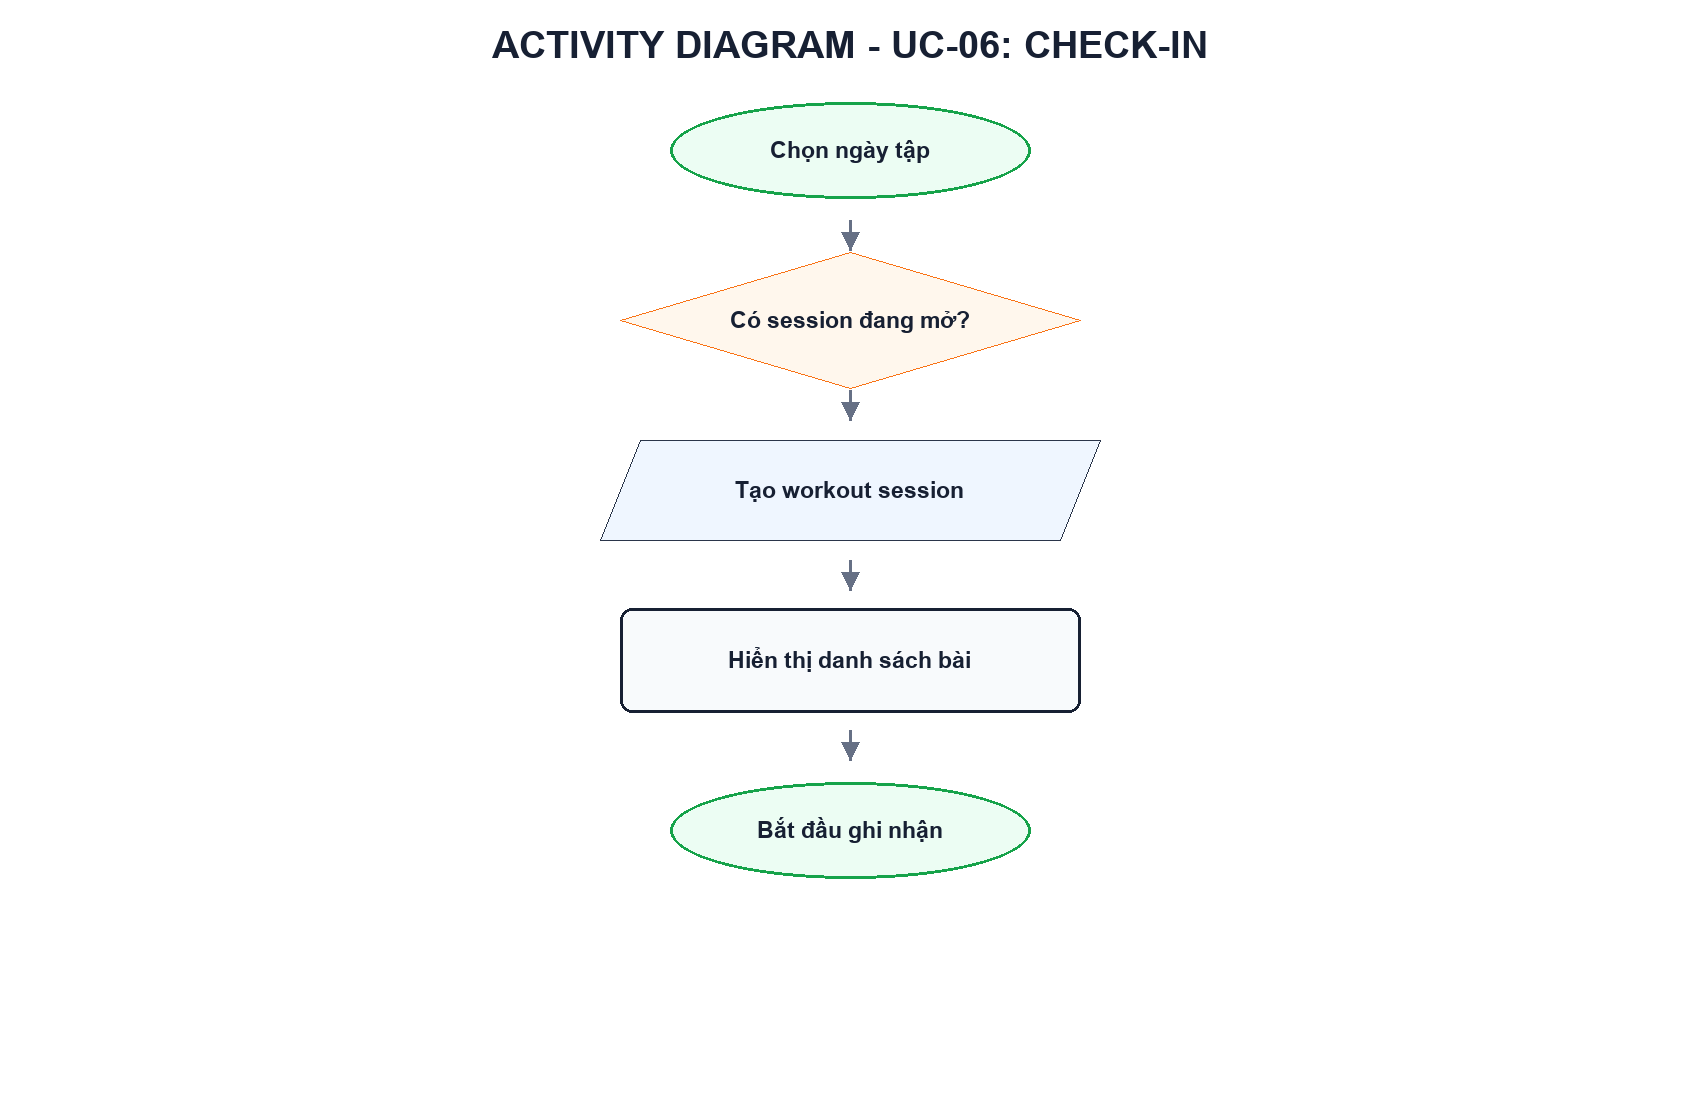 ACTIVITY DIAGRAM - UC-06: CHECK-IN
Chọn ngày tập
Có session đang mở?
Tạo workout session
Hiển thị danh sách bài
Bắt đầu ghi nhận